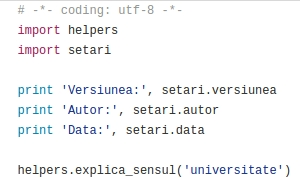 # -*- coding: utf-8 -*-
import helpers
import setari
print 'Versiunea:', setari.versiunea
print 'Autor:', setari.autor
print 'Data:', setari.data
helpers.explica_sensul('universitate')